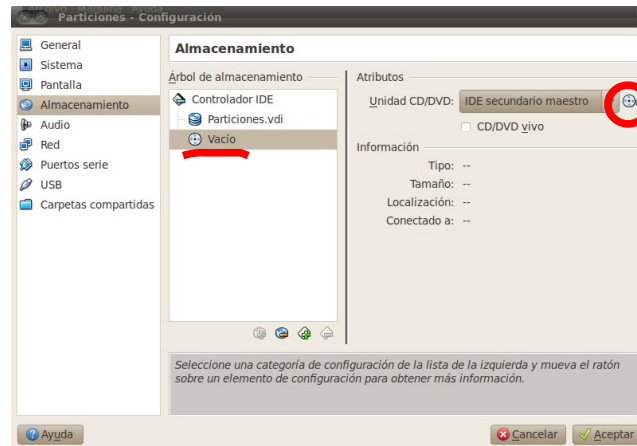 Archivo Máquina Ayuda
Particiones - Configuración
General
Sistema
Pantalla
Almacenamiento
Audio
Red
Puertos serie
USB
Carpetas compartidas
Almacenamiento
Árbol de almacenamiento
Controlador IDE
Particiones.vdi
Vacío
Atributos
Unidad CD/DVD: IDE secundario maestro
CD/DVD vivo
Información
Tipo: --
Tamaño: --
Localización: --
Conectado a: --
Seleccione una categoría de configuración de la lista de la izquierda y mueva el ratón
sobre un elemento de configuración para obtener más información.
Ayuda
Cancelar
Aceptar